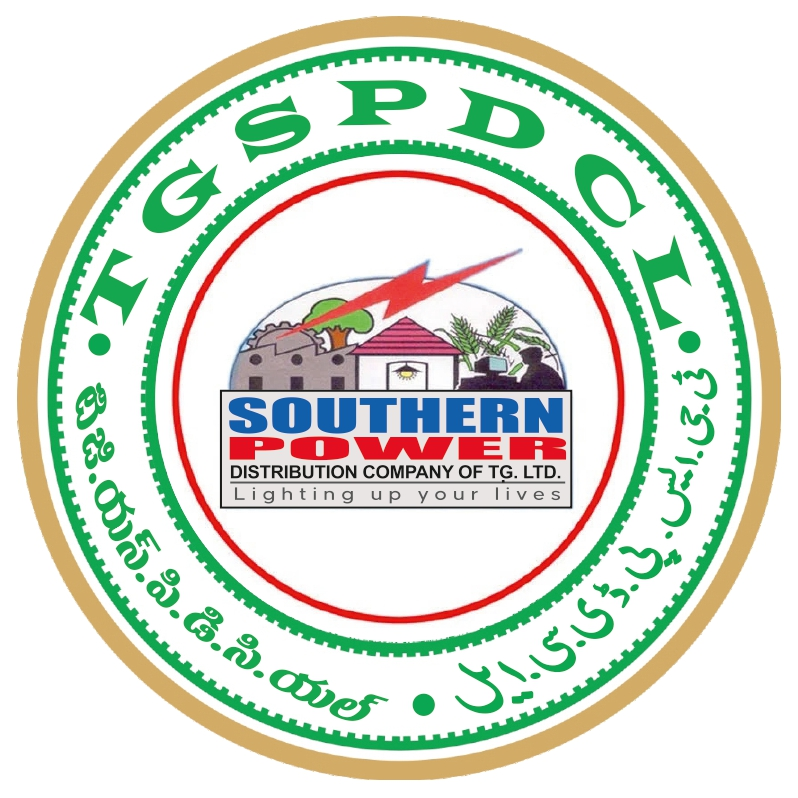 TGSPDCL
టి.జి.యస్.పి.డి.సి.యల్
ٹی.جی.ایس.پی.ڈی.سی.ایل
SOUTHERN
POWER
DISTRIBUTION COMPANY OF TG. LTD.
Lighting up your lives